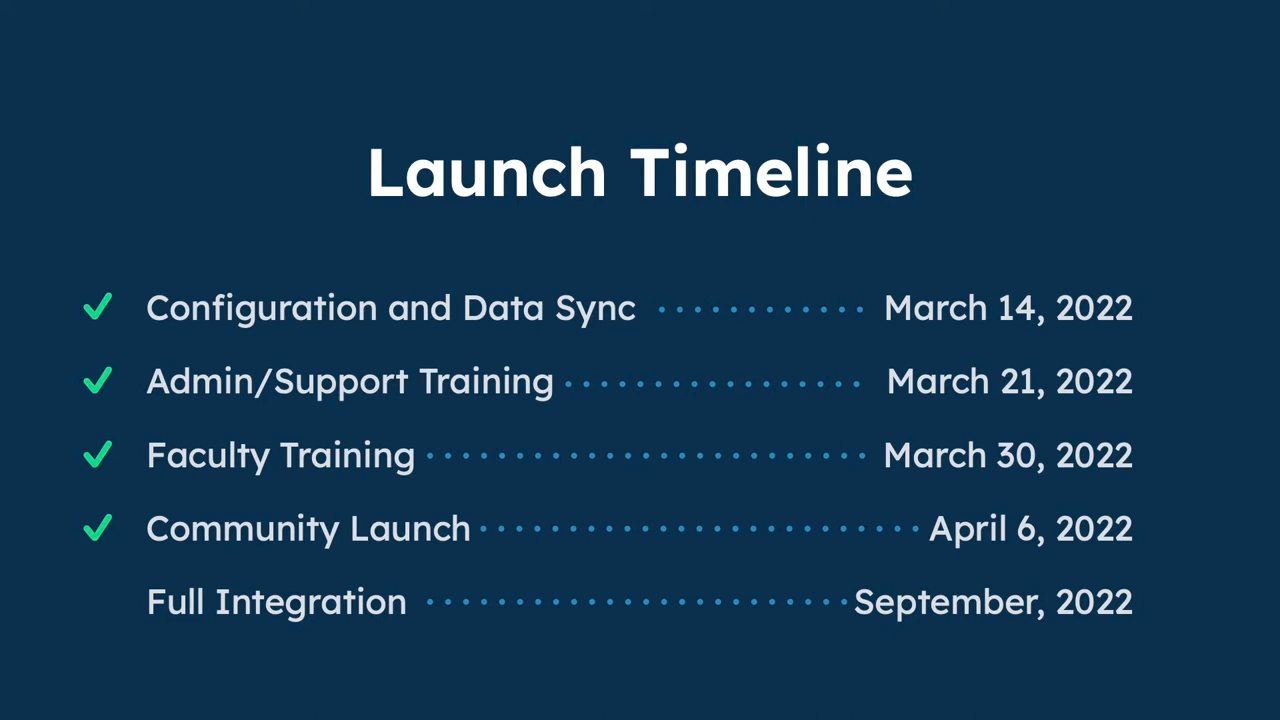 Launch Timeline
Configuration and Data Sync March 14, 2022
Admin/Support Training March 21, 2022
Faculty Training March 30, 2022
Community Launch April 6, 2022
Full Integration September, 2022